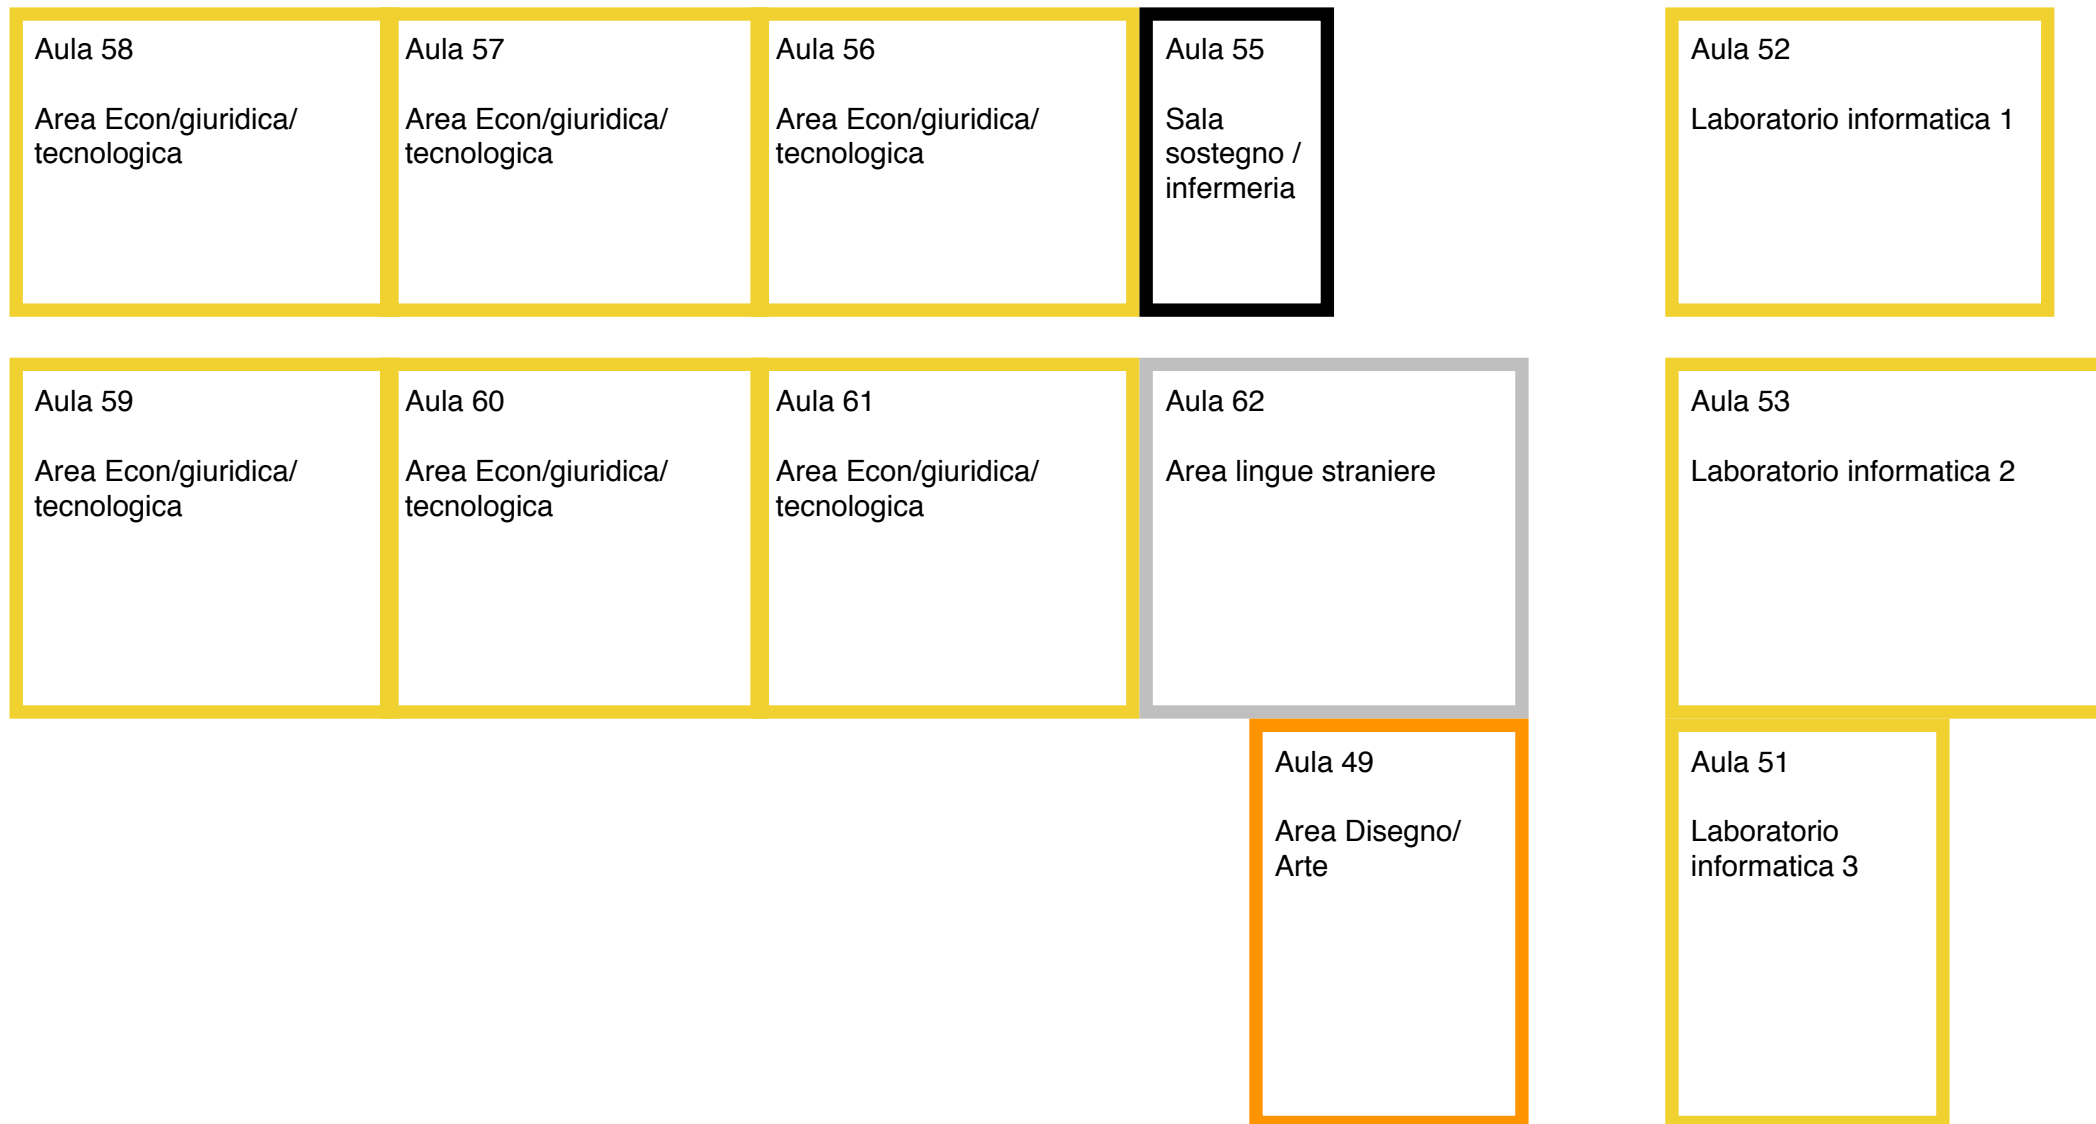 Aula 58
Area Econ/giuridica/
tecnologica
Aula 57
Area Econ/giuridica/
tecnologica
Aula 56
Area Econ/giuridica/
tecnologica
Aula 55
Sala
sostegno /
infermeria
Aula 52
Laboratorio informatica 1
Aula 59
Area Econ/giuridica/
tecnologica
Aula 60
Area Econ/giuridica/
tecnologica
Aula 61
Area Econ/giuridica/
tecnologica
Aula 62
Area lingue straniere
Aula 53
Laboratorio informatica 2
Aula 49
Area Disegno/
Arte
Aula 51
Laboratorio
informatica 3